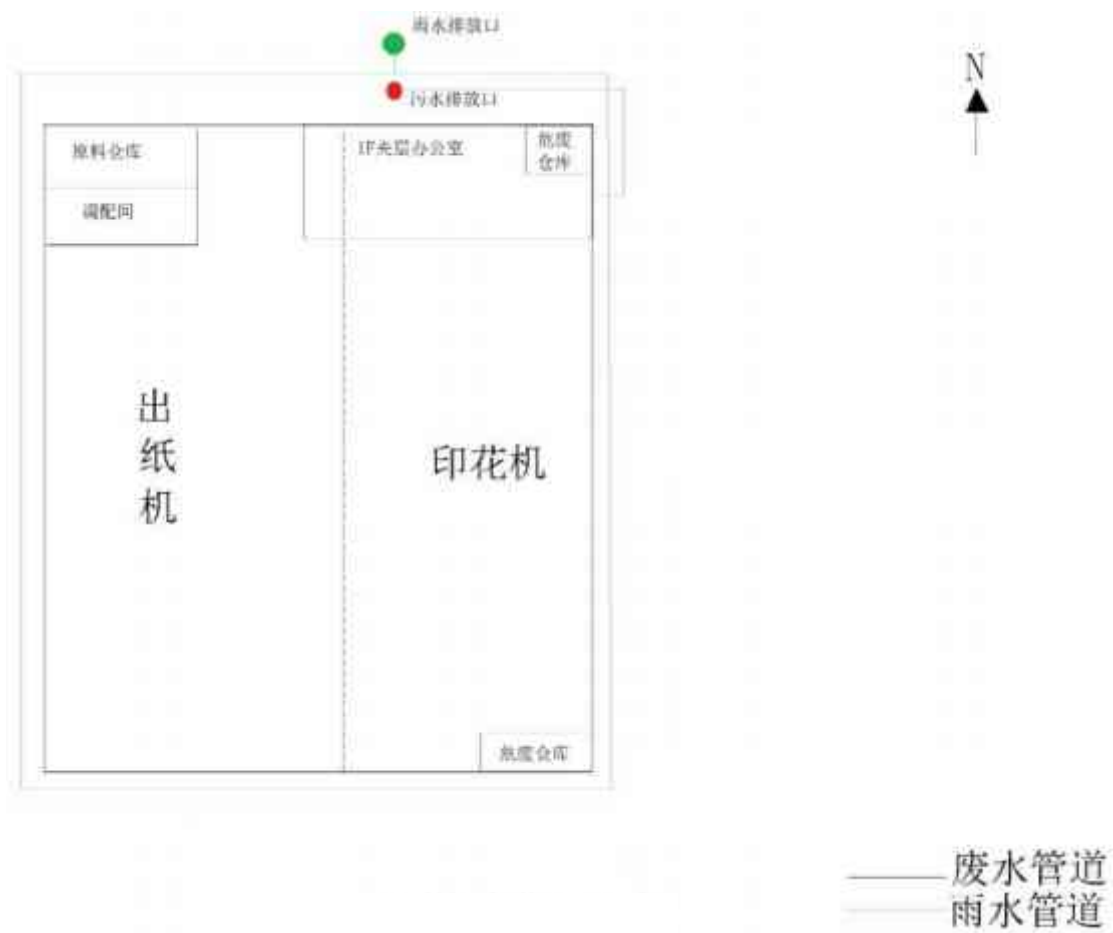 雨水排放口
N
污水排放口
原料仓库
1F夹层办公室
危废
仓库
调配间
出
纸
机
印花机
危废仓库
废水管道
雨水管道